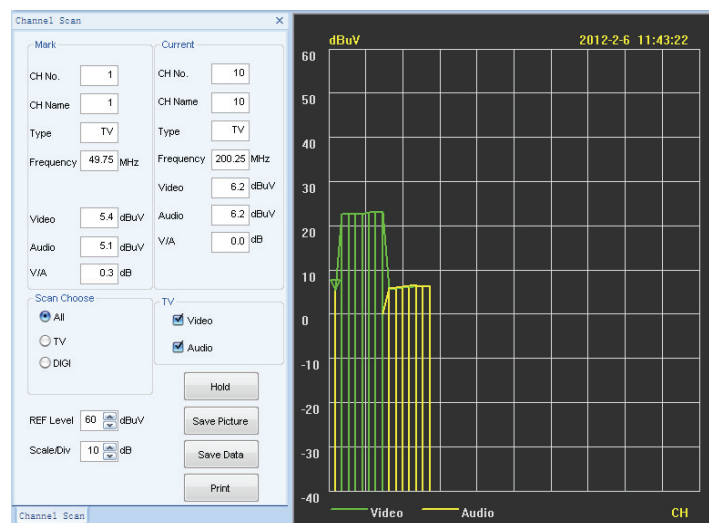 Channel Scan ×
Mark
CH No. 1
CH Name 1
Type TV
Frequency 49.75 MHz
Video 5.4 dBuV
Audio 5.1 dBuV
V/A 0.3 dB
Current
CH No. 10
CH Name 10
Type TV
Frequency 200.25 MHz
Video 6.2 dBuV
Audio 6.2 dBuV
V/A 0.0 dB
Scan Choose
All
TV
DIGI
TV
Video
Audio
REF Level 60 dBuV
Scale/Div 10 dB
Hold
Save Picture
Save Data
Print
Channel Scan
dBuV 2012-2-6 11:43:22
60
50
40
30
20
10
0
-10
-20
-30
-40
Video Audio CH